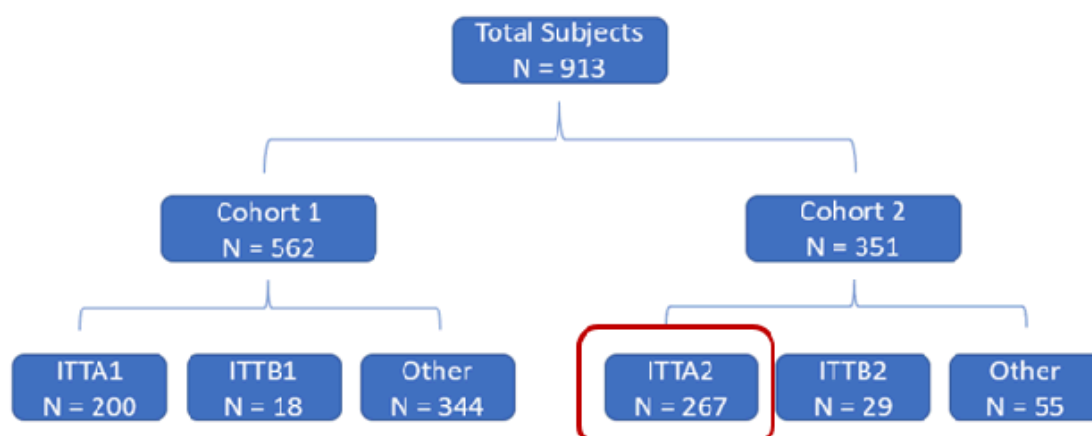 Total Subjects
N = 913
Cohort 1
N = 562
Cohort 2
N = 351
ITTA1
N = 200
ITTB1
N = 18
Other
N = 344
ITTA2
N = 267
ITTB2
N = 29
Other
N = 55